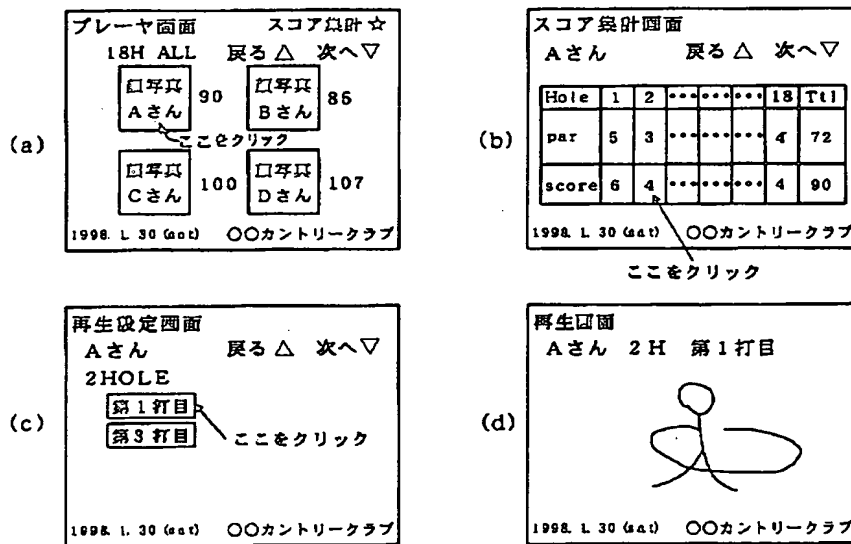 (a)
プレーヤ画面 スコア集計☆
18H ALL 戻る△ 次へ▽
顔写真 Aさん 90
顔写真 Bさん 85
ここをクリック
顔写真 Cさん 100
顔写真 Dさん 107
1998. 1. 30 (sat) 〇〇カントリークラブ
(b)
スコア集計画面
Aさん 戻る△ 次へ▽
Hole 1 2 ・・・・・・・・・ 18 Ttl
par 5 3 ・・・・・・・・・ 4 72
score 6 4 ・・・・・・・・・ 4 90
1998. 1. 30 (sat) 〇〇カントリークラブ
ここをクリック
(c)
再生設定画面
Aさん 戻る△ 次へ▽
2HOLE
第1打目
第3打目
ここをクリック
1998. 1. 30 (sat) 〇〇カントリークラブ
(d)
再生画面
Aさん 2H 第1打目
1998. 1. 30 (sat) 〇〇カントリークラブ